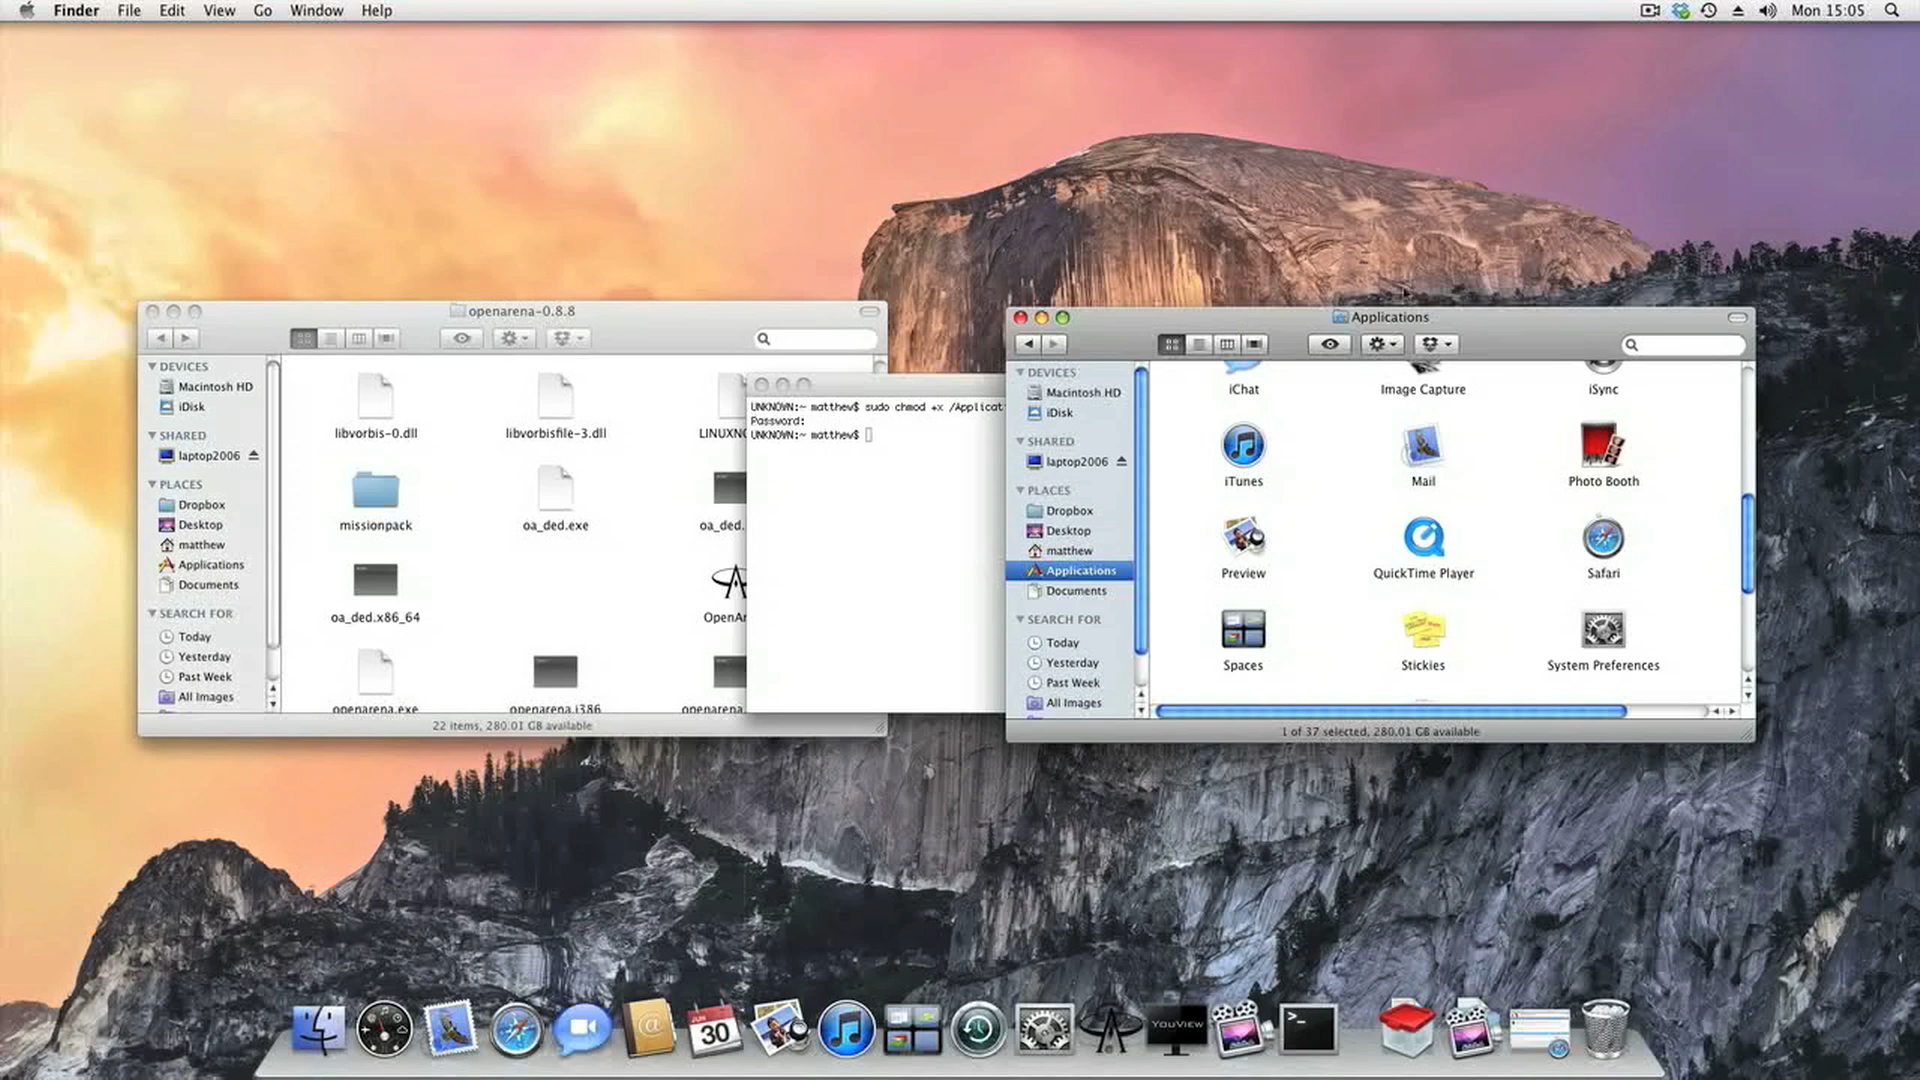 Finder File Edit View Go Window Help
Mon 15:05
openarena-0.8.8
DEVICES
Macintosh HD
iDisk
SHARED
laptop2006
PLACES
Dropbox
Desktop
matthew
Applications
Documents
SEARCH FOR
Today
Yesterday
Past Week
All Images
libvorbis-0.dll
libvorbisfile-3.dll
missionpack
oa_ded.exe
oa_ded.
oa_ded.x86_64
openarena.exe
openarena.i386
openarena.
22 items, 280.01 GB available
UNKNOWN:~ matthew$ sudo chmod +x /Applicat
Password:
UNKNOWN:~ matthew$
Applications
DEVICES
Macintosh HD
iDisk
SHARED
laptop2006
PLACES
Dropbox
Desktop
matthew
Applications
Documents
SEARCH FOR
Today
Yesterday
Past Week
All Images
iChat
Image Capture
iSync
iTunes
Mail
Photo Booth
Preview
QuickTime Player
Safari
Spaces
Stickies
System Preferences
1 of 37 selected, 280.01 GB available
JUN
30
YOUVIEW